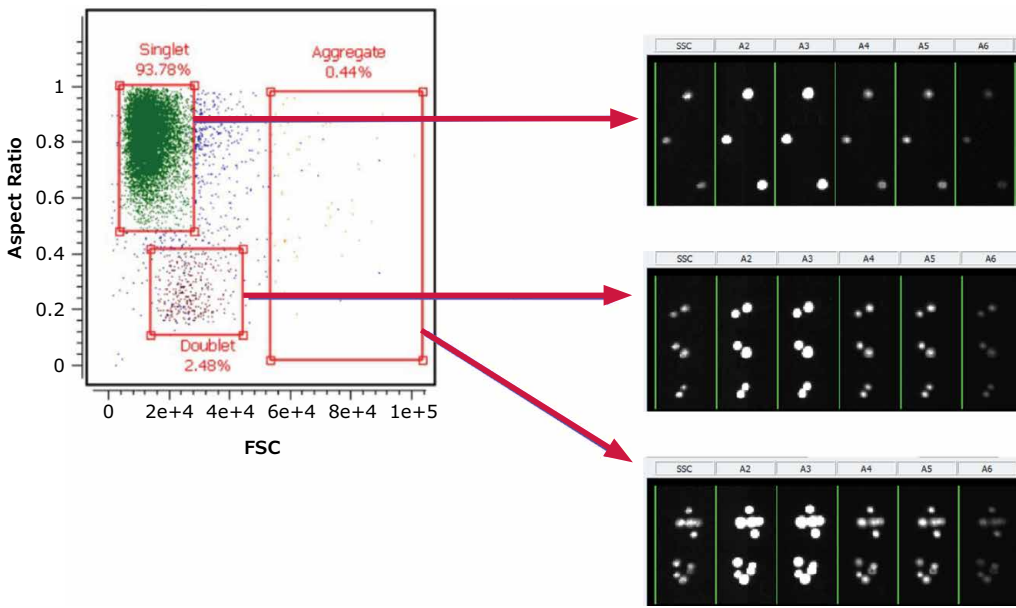 Singlet
93.78%
Aggregate
0.44%
1
0.8
0.6
0.4
0.2
0
Aspect Ratio
Doublet
2.48%
0 2e+4 4e+4 6e+4 8e+4 1e+5
FSC
SSC A2 A3 A4 A5 A6
SSC A2 A3 A4 A5 A6
SSC A2 A3 A4 A5 A6